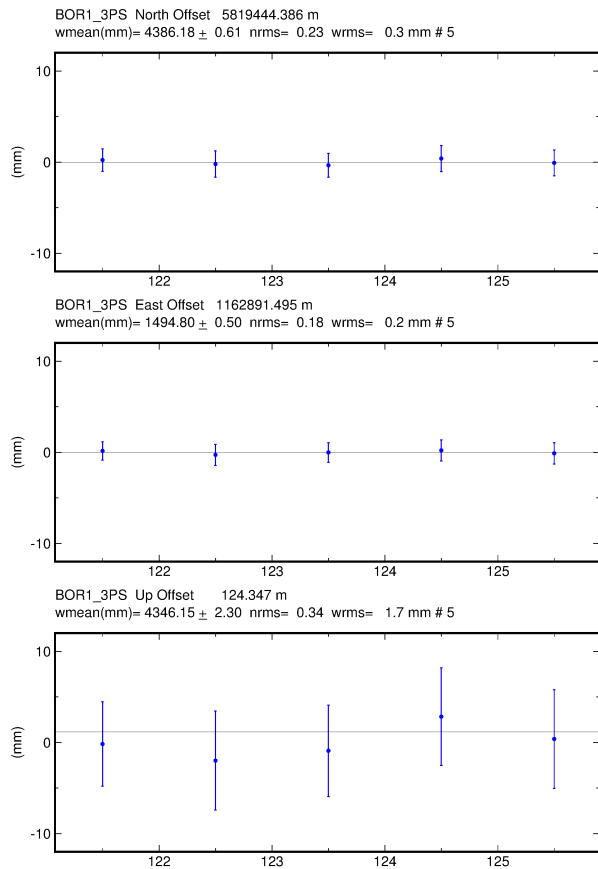 BOR1_3PS North Offset 5819444.386 m
wmean(mm)= 4386.18 ± 0.61 nrms= 0.23 wrms= 0.3 mm # 5
10
0
-10
(mm)
122 123 124 125
BOR1_3PS East Offset 1162891.495 m
wmean(mm)= 1494.80 ± 0.50 nrms= 0.18 wrms= 0.2 mm # 5
10
0
-10
(mm)
122 123 124 125
BOR1_3PS Up Offset 124.347 m
wmean(mm)= 4346.15 ± 2.30 nrms= 0.34 wrms= 1.7 mm # 5
10
0
-10
(mm)
122 123 124 125